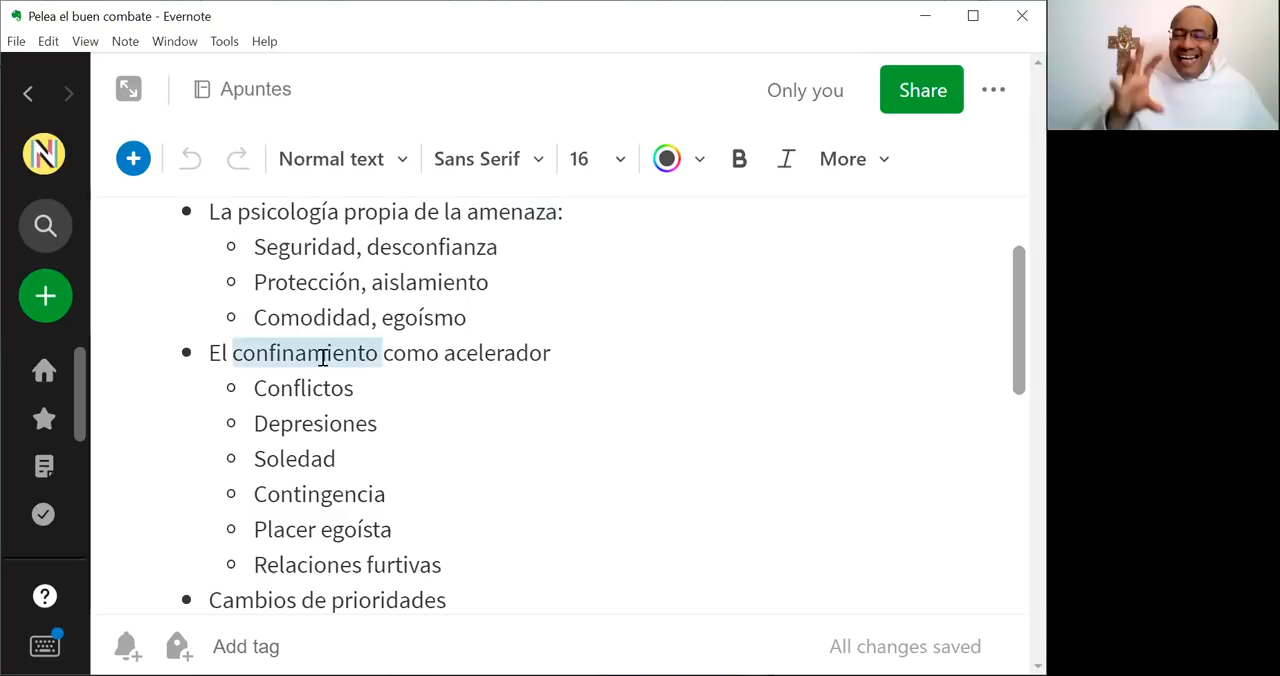 Pelea el buen combate - Evernote
File Edit View Note Window Tools Help
Apuntes
Only you
Share
Normal text
Sans Serif
16
B
I
More
La psicología propia de la amenaza:
Seguridad, desconfianza
Protección, aislamiento
Comodidad, egoísmo
El confinamiento como acelerador
Conflictos
Depresiones
Soledad
Contingencia
Placer egoísta
Relaciones furtivas
Cambios de prioridades
Add tag
All changes saved